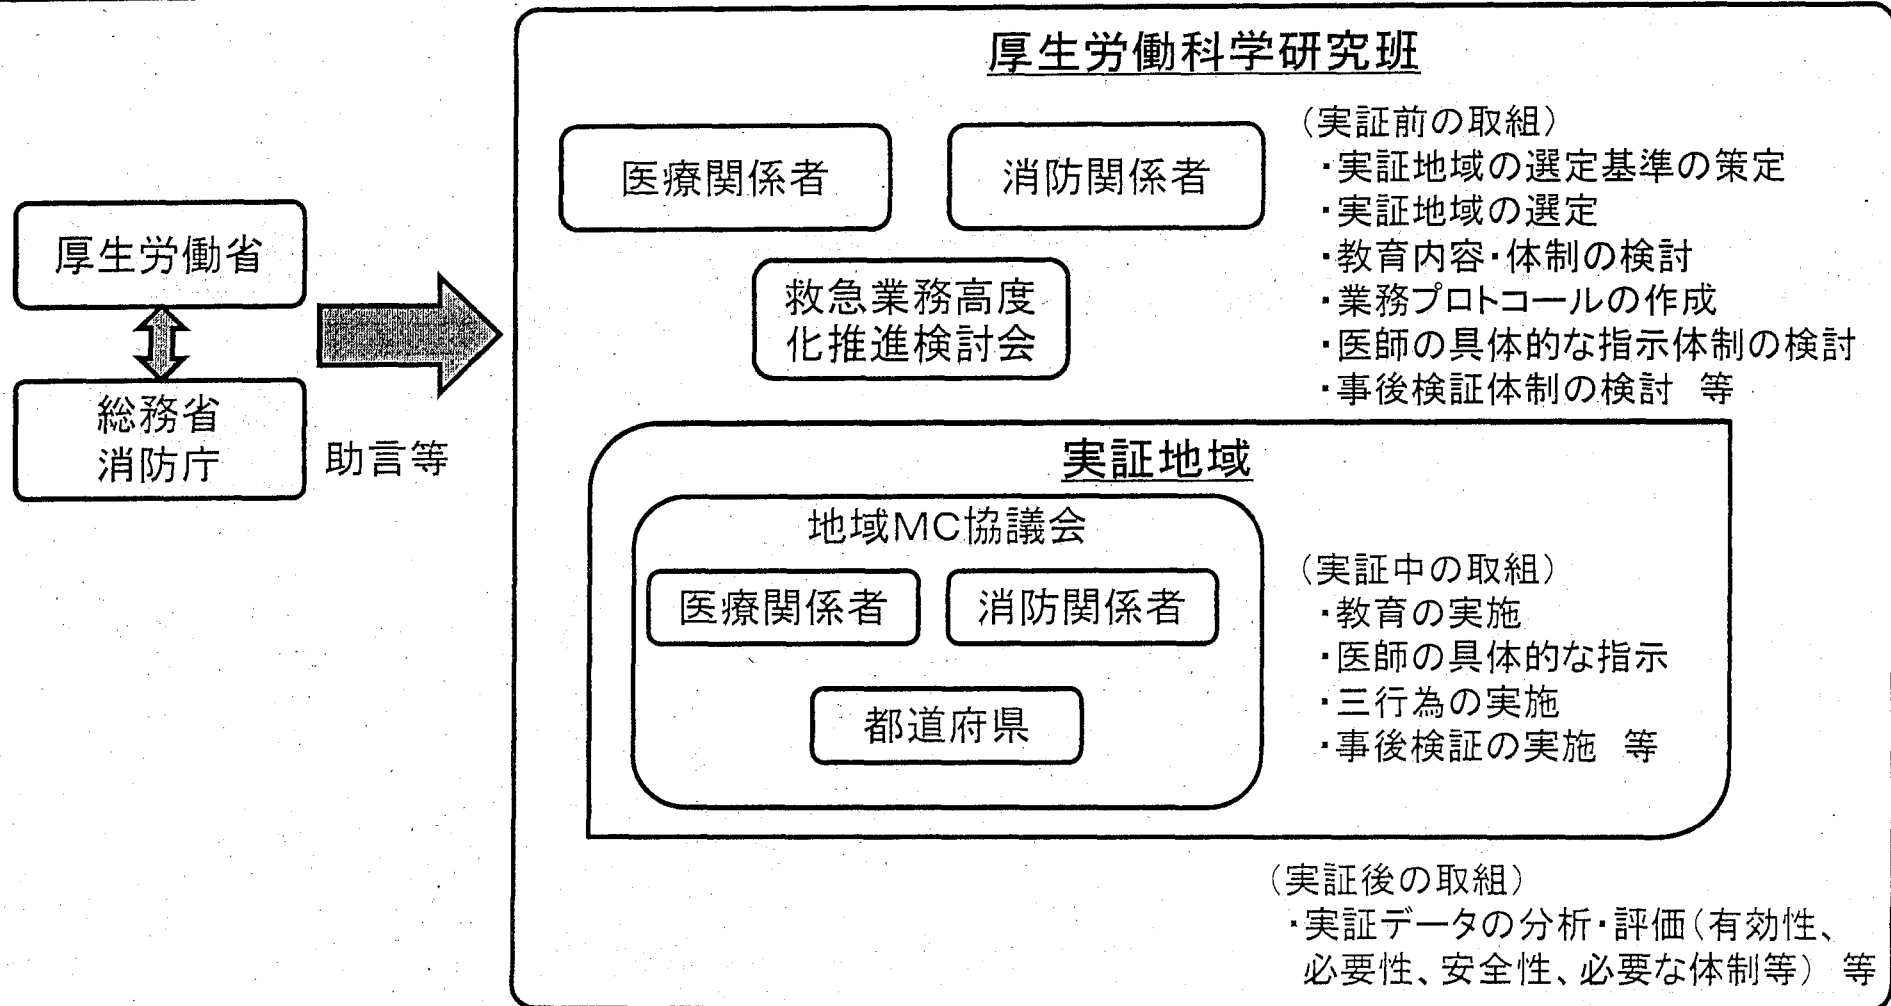 厚生労働省
総務省
消防庁
助言等
厚生労働科学研究班
医療関係者
消防関係者
救急業務高度
化推進検討会
（実証前の取組）
・実証地域の選定基準の策定
・実証地域の選定
・教育内容・体制の検討
・業務プロトコールの作成
・医師の具体的な指示体制の検討
・事後検証体制の検討　等
実証地域
地域MC協議会
医療関係者
消防関係者
都道府県
（実証中の取組）
・教育の実施
・医師の具体的な指示
・三行為の実施
・事後検証の実施　等
（実証後の取組）
・実証データの分析・評価（有効性、
必要性、安全性、必要な体制等）　等